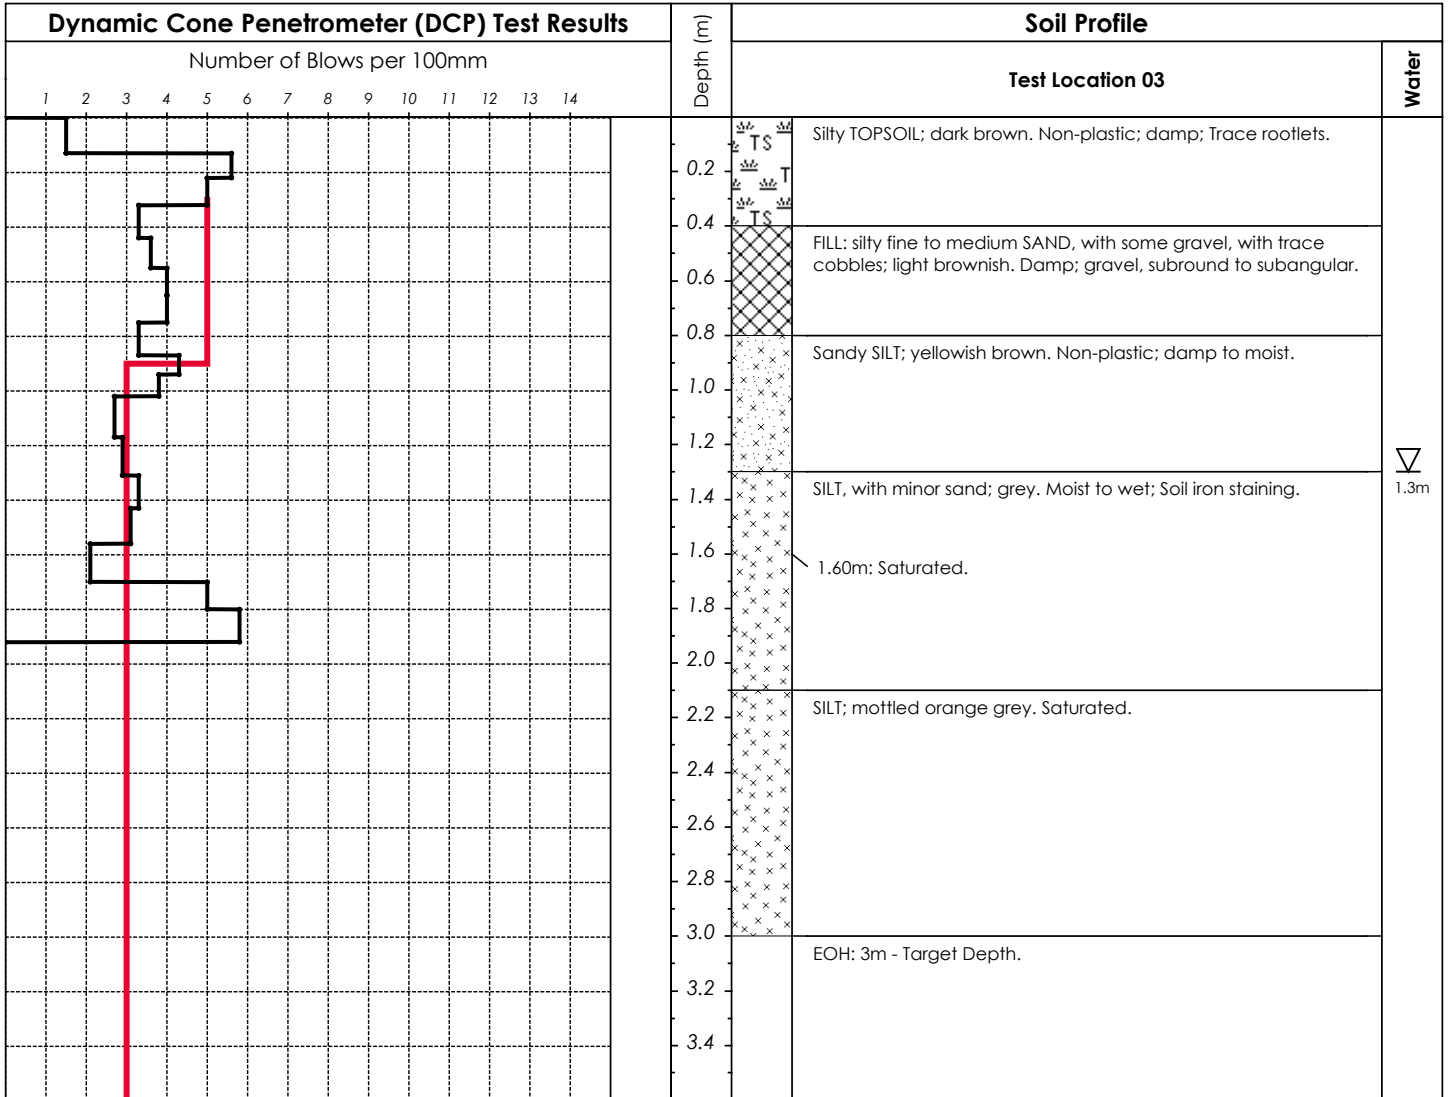 Dynamic Cone Penetrometer (DCP) Test Results
Number of Blows per 100mm
1 2 3 4 5 6 7 8 9 10 11 12 13 14
Depth (m)
Soil Profile
Test Location 03
Water
TS
T
TS
0.2
0.4
0.6
0.8
1.0
1.2
1.4
1.6
1.8
2.0
2.2
2.4
2.6
2.8
3.0
3.2
3.4
Silty TOPSOIL; dark brown. Non-plastic; damp; Trace rootlets.
FILL: silty fine to medium SAND, with some gravel, with trace
cobbles; light brownish. Damp; gravel, subround to subangular.
Sandy SILT; yellowish brown. Non-plastic; damp to moist.
SILT, with minor sand; grey. Moist to wet; Soil iron staining.
1.60m: Saturated.
SILT; mottled orange grey. Saturated.
EOH: 3m - Target Depth.
1.3m